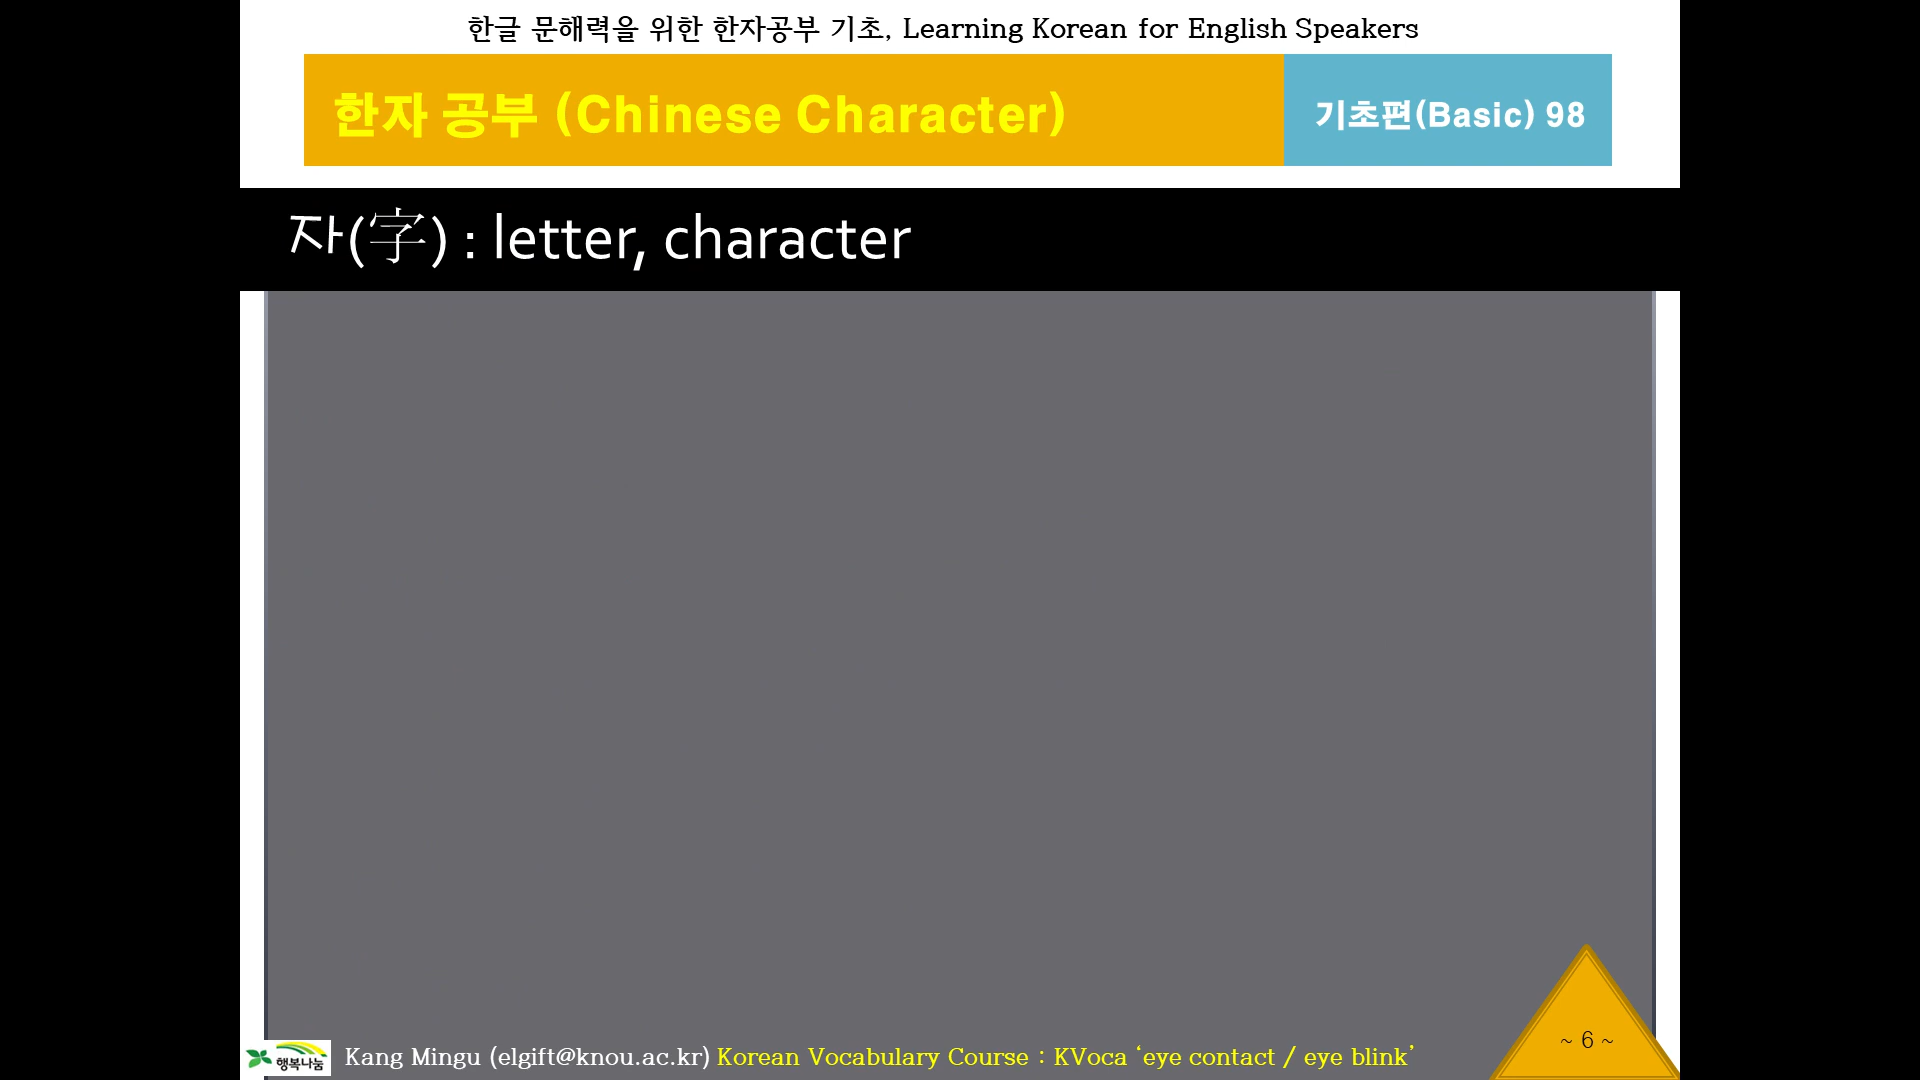 한글 문해력을 위한 한자공부 기초, Learning Korean for English Speakers
한자 공부 (Chinese Character)
기초편(Basic) 98
자(字) : letter, character
~ 6 ~
행복나눔
Kang Mingu (elgift@knou.ac.kr) Korean Vocabulary Course : KVoca ‘eye contact / eye blink’